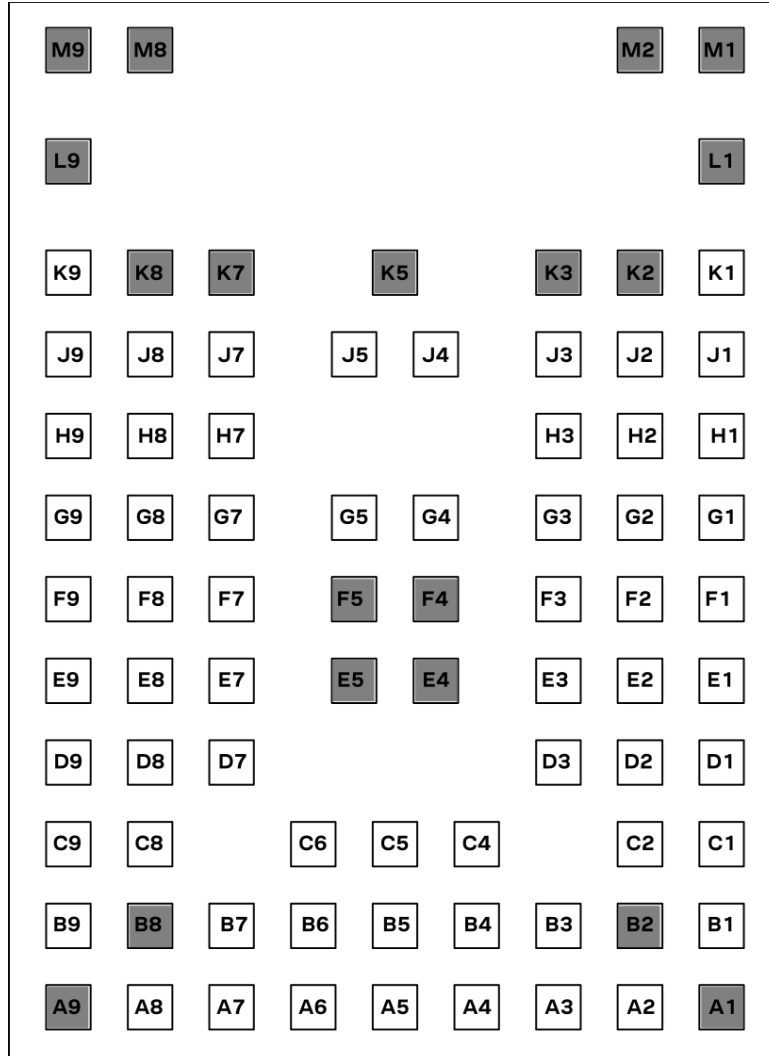 M9 M8 M2 M1
L9 L1
K9 K8 K7 K5 K3 K2 K1
J9 J8 J7 J5 J4 J3 J2 J1
H9 H8 H7 H3 H2 H1
G9 G8 G7 G5 G4 G3 G2 G1
F9 F8 F7 F5 F4 F3 F2 F1
E9 E8 E7 E5 E4 E3 E2 E1
D9 D8 D7 D3 D2 D1
C9 C8 C6 C5 C4 C2 C1
B9 B8 B7 B6 B5 B4 B3 B2 B1
A9 A8 A7 A6 A5 A4 A3 A2 A1